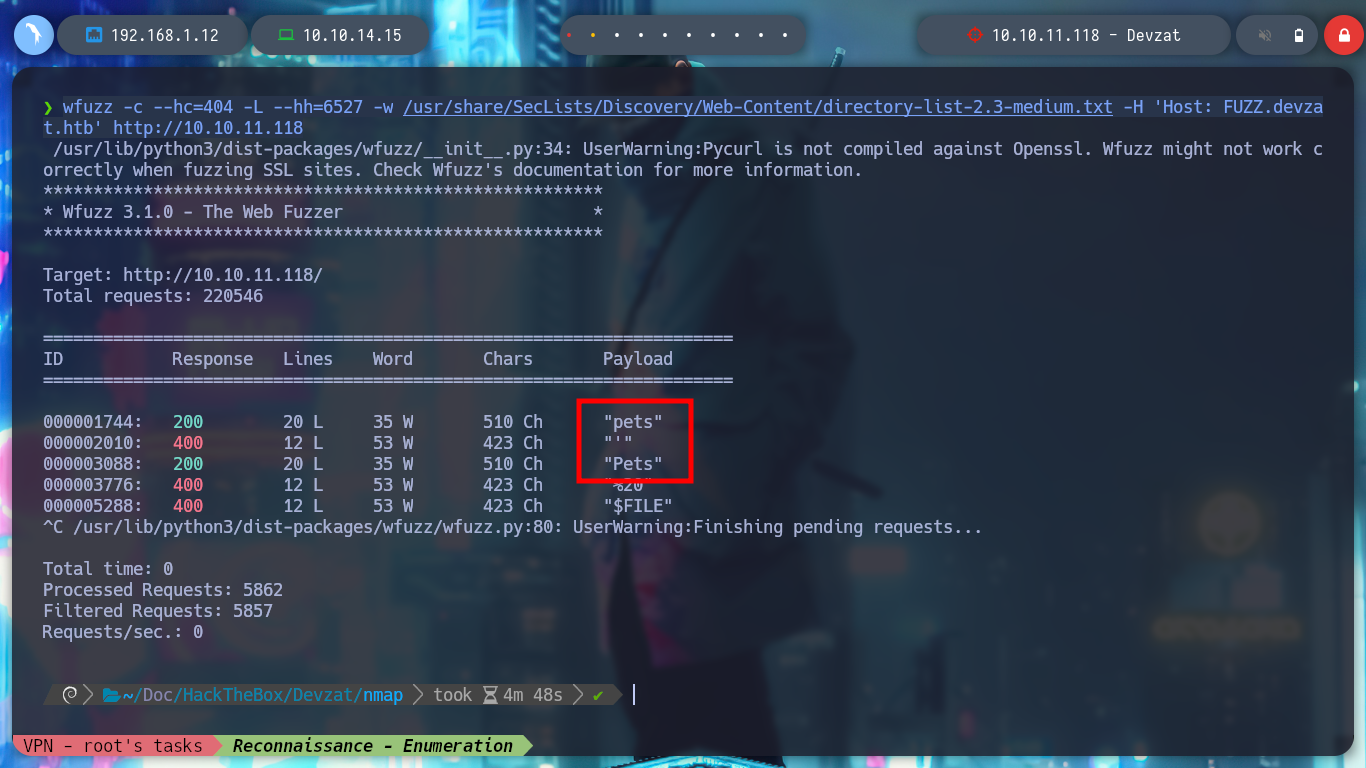 192.168.1.12
10.10.14.15
10.10.11.118 - Devzat
❯ wfuzz -c --hc=404 -L --hh=6527 -w /usr/share/SecLists/Discovery/Web-Content/directory-list-2.3-medium.txt -H 'Host: FUZZ.devza
t.htb' http://10.10.11.118
/usr/lib/python3/dist-packages/wfuzz/__init__.py:34: UserWarning:Pycurl is not compiled against Openssl. Wfuzz might not work c
orrectly when fuzzing SSL sites. Check Wfuzz's documentation for more information.
********************************************************
* Wfuzz 3.1.0 - The Web Fuzzer                         *
********************************************************
Target: http://10.10.11.118/
Total requests: 220546
=====================================================================
ID           Response   Lines    Word       Chars       Payload
=====================================================================
000001744:   200        20 L     35 W       510 Ch      "pets"
000002010:   400        12 L     53 W       423 Ch      "'"
000003088:   200        20 L     35 W       510 Ch      "Pets"
000003776:   400        12 L     53 W       423 Ch      "%20"
000005288:   400        12 L     53 W       423 Ch      "$FILE"
^C /usr/lib/python3/dist-packages/wfuzz/wfuzz.py:80: UserWarning:Finishing pending requests...
Total time: 0
Processed Requests: 5862
Filtered Requests: 5857
Requests/sec.: 0
~/Doc/HackTheBox/Devzat/nmap took 4m 48s ✔
VPN - root's tasks Reconnaissance - Enumeration